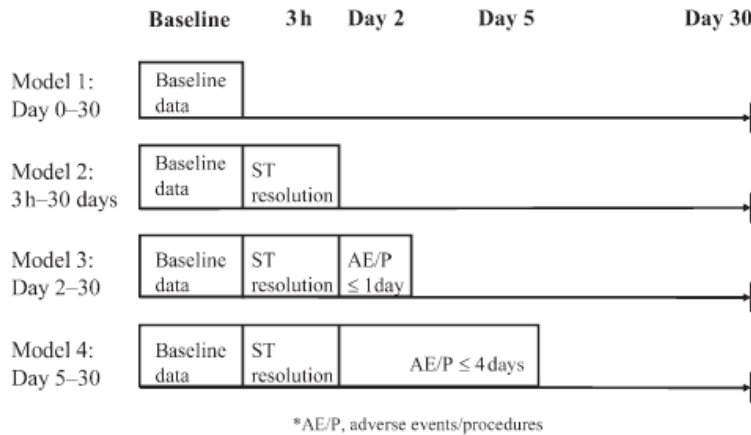 Baseline 3 h Day 2 Day 5 Day 30
Model 1:
Day 0–30
Baseline
data
Model 2:
3 h–30 days
Baseline
data
ST
resolution
Model 3:
Day 2–30
Baseline
data
ST
resolution
AE/P
≤ 1 day
Model 4:
Day 5–30
Baseline
data
ST
resolution
AE/P ≤ 4 days
*AE/P, adverse events/procedures